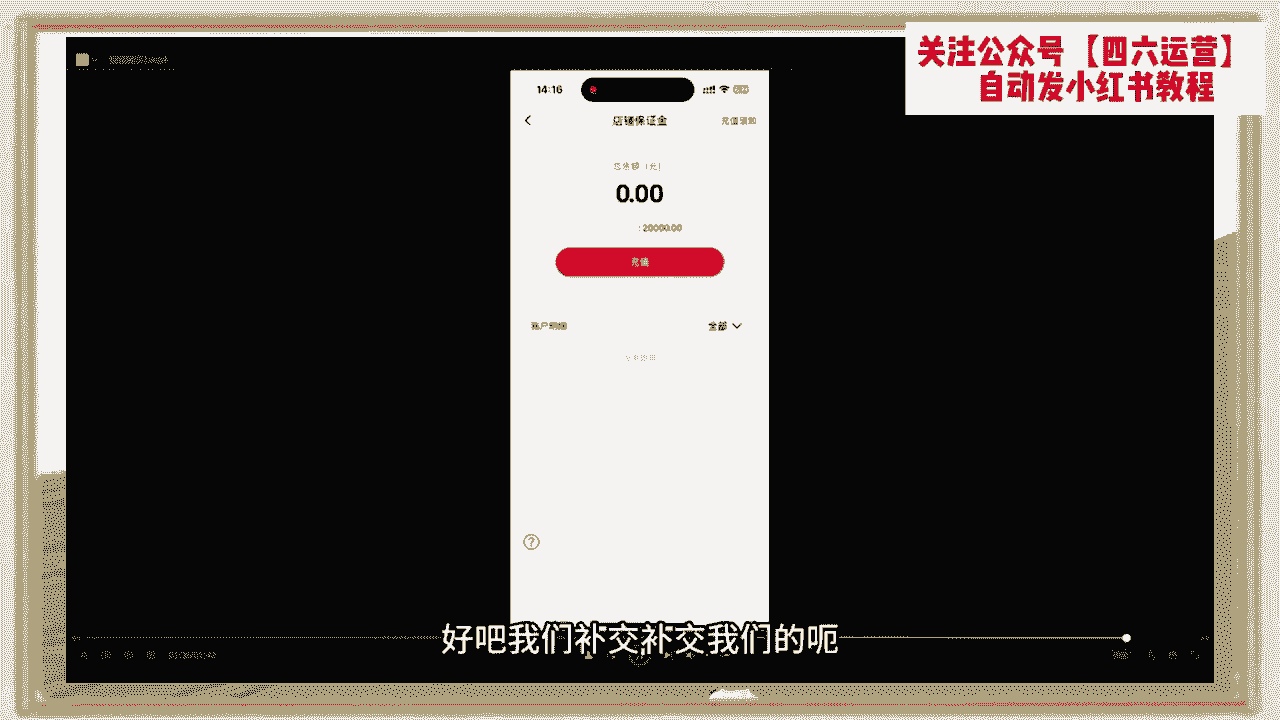 关注公众号【四六运营】
自动发小红书教程
14:16
店铺保证金
充值须知
总余额（元）
0.00
: 20000.00
充值
账户明细
全部
好吧我们补交补交我们的呃